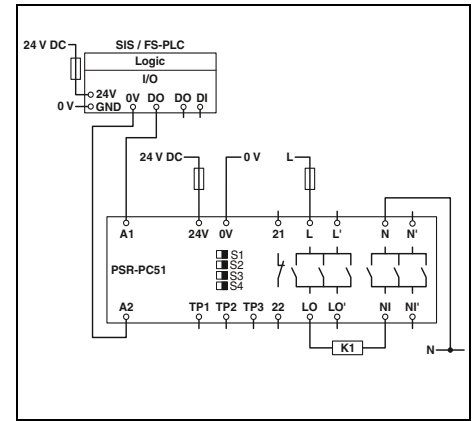 24 V DC
SIS / FS-PLC
Logic
I/O
24V
0V DO DO DI
0 V
GND
24 V DC
0 V
L
A1 24V 0V 21 L L' N N'
S1
PSR-PC51
S2
S3
S4
A2 TP1 TP2 TP3 22 LO LO' NI NI'
K1
N